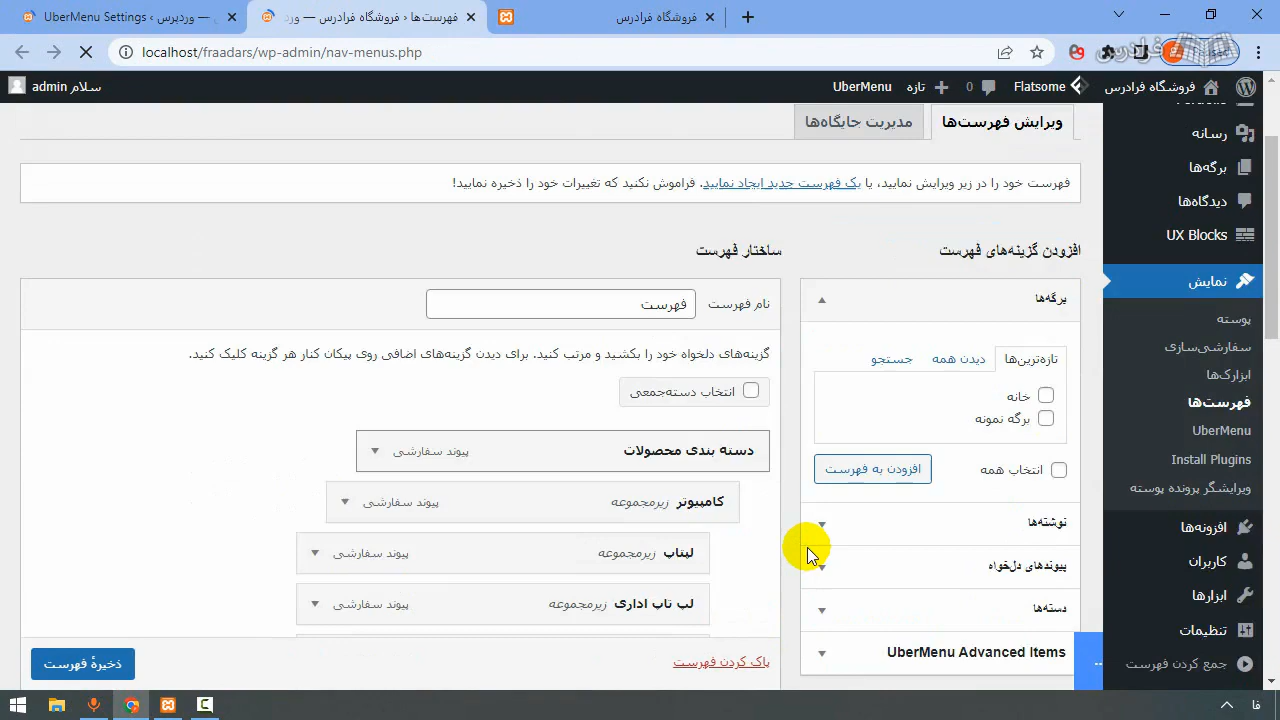 UberMenu Settings ‹ وردپرس —
فهرست‌ها ‹ فروشگاه فرادرس — ورد
فروشگاه فرادرس
localhost/fraadars/wp-admin/nav-menus.php
فرادرس
فروشگاه فرادرس
Flatsome
0
تازه
UberMenu
سلام admin
رسانه
برگه‌ها
دیدگاه‌ها
UX Blocks
نمایش
پوسته
سفارشی‌سازی
ابزارک‌ها
فهرست‌ها
UberMenu
Install Plugins
ویرایشگر پرونده پوسته
افزونه‌ها
کاربران
ابزارها
تنظیمات
جمع کردن فهرست
ویرایش فهرست‌ها
مدیریت جایگاه‌ها
فهرست خود را در زیر ویرایش نمایید، یا یک فهرست جدید ایجاد نمایید. فراموش نکنید که تغییرات خود را ذخیره نمایید!
افزودن گزینه‌های فهرست
برگه‌ها
تازه‌ترین‌ها
دیدن همه
جستجو
خانه
برگه نمونه
انتخاب همه
افزودن به فهرست
نوشته‌ها
پیوندهای دلخواه
دسته‌ها
UberMenu Advanced Items
ساختار فهرست
نام فهرست
فهرست
گزینه‌های دلخواه خود را بکشید و مرتب کنید. برای دیدن گزینه‌های اضافی روی پیکان کنار هر گزینه کلیک کنید.
انتخاب دسته‌جمعی
دسته بندی محصولات
پیوند سفارشی
کامپیوتر زیرمجموعه
پیوند سفارشی
لپتاپ زیرمجموعه
پیوند سفارشی
لپ تاپ اداری زیرمجموعه
پیوند سفارشی
پاک کردن فهرست
ذخیرهٔ فهرست
فا